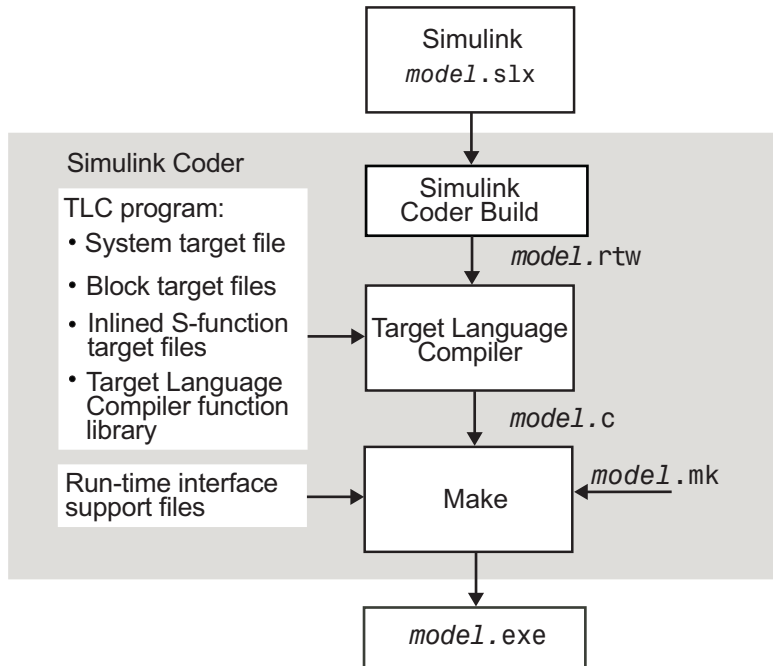 Simulink
model.slx
Simulink Coder
Simulink
Coder Build
TLC program:
• System target file
• Block target files
• Inlined S-function
target files
• Target Language
Compiler function
library
model.rtw
Target Language
Compiler
model.c
Run-time interface
support files
Make
model.mk
model.exe